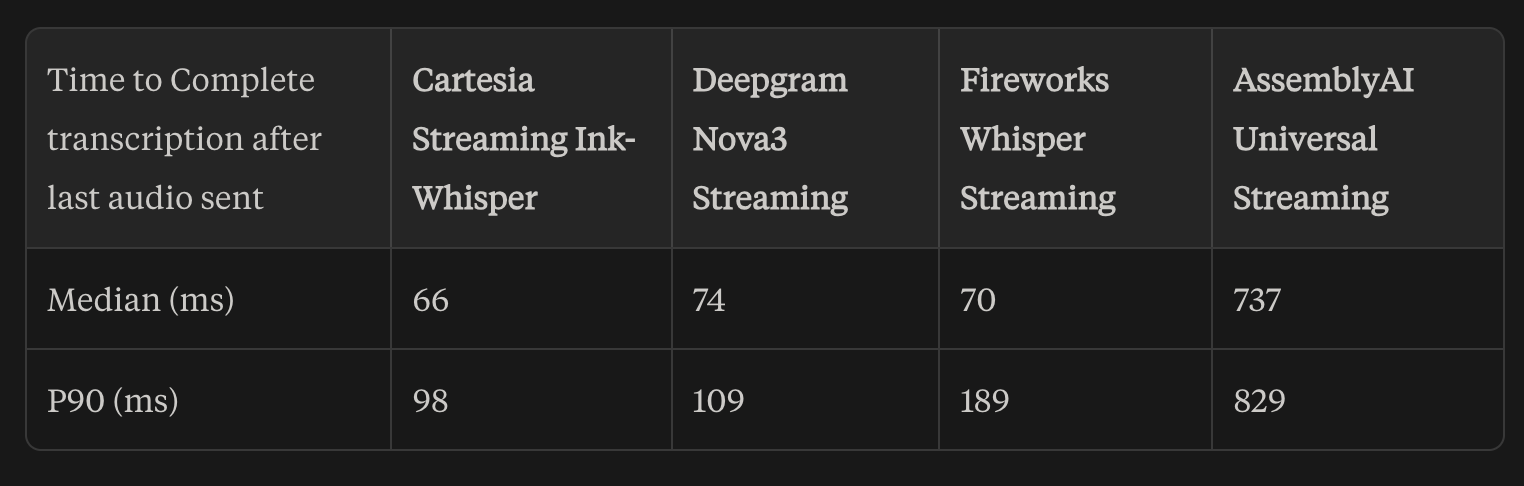 Time to Complete
transcription after
last audio sent
Cartesia
Streaming Ink-
Whisper
Deepgram
Nova3
Streaming
Fireworks
Whisper
Streaming
AssemblyAI
Universal
Streaming
Median (ms)
66
74
70
737
P90 (ms)
98
109
189
829